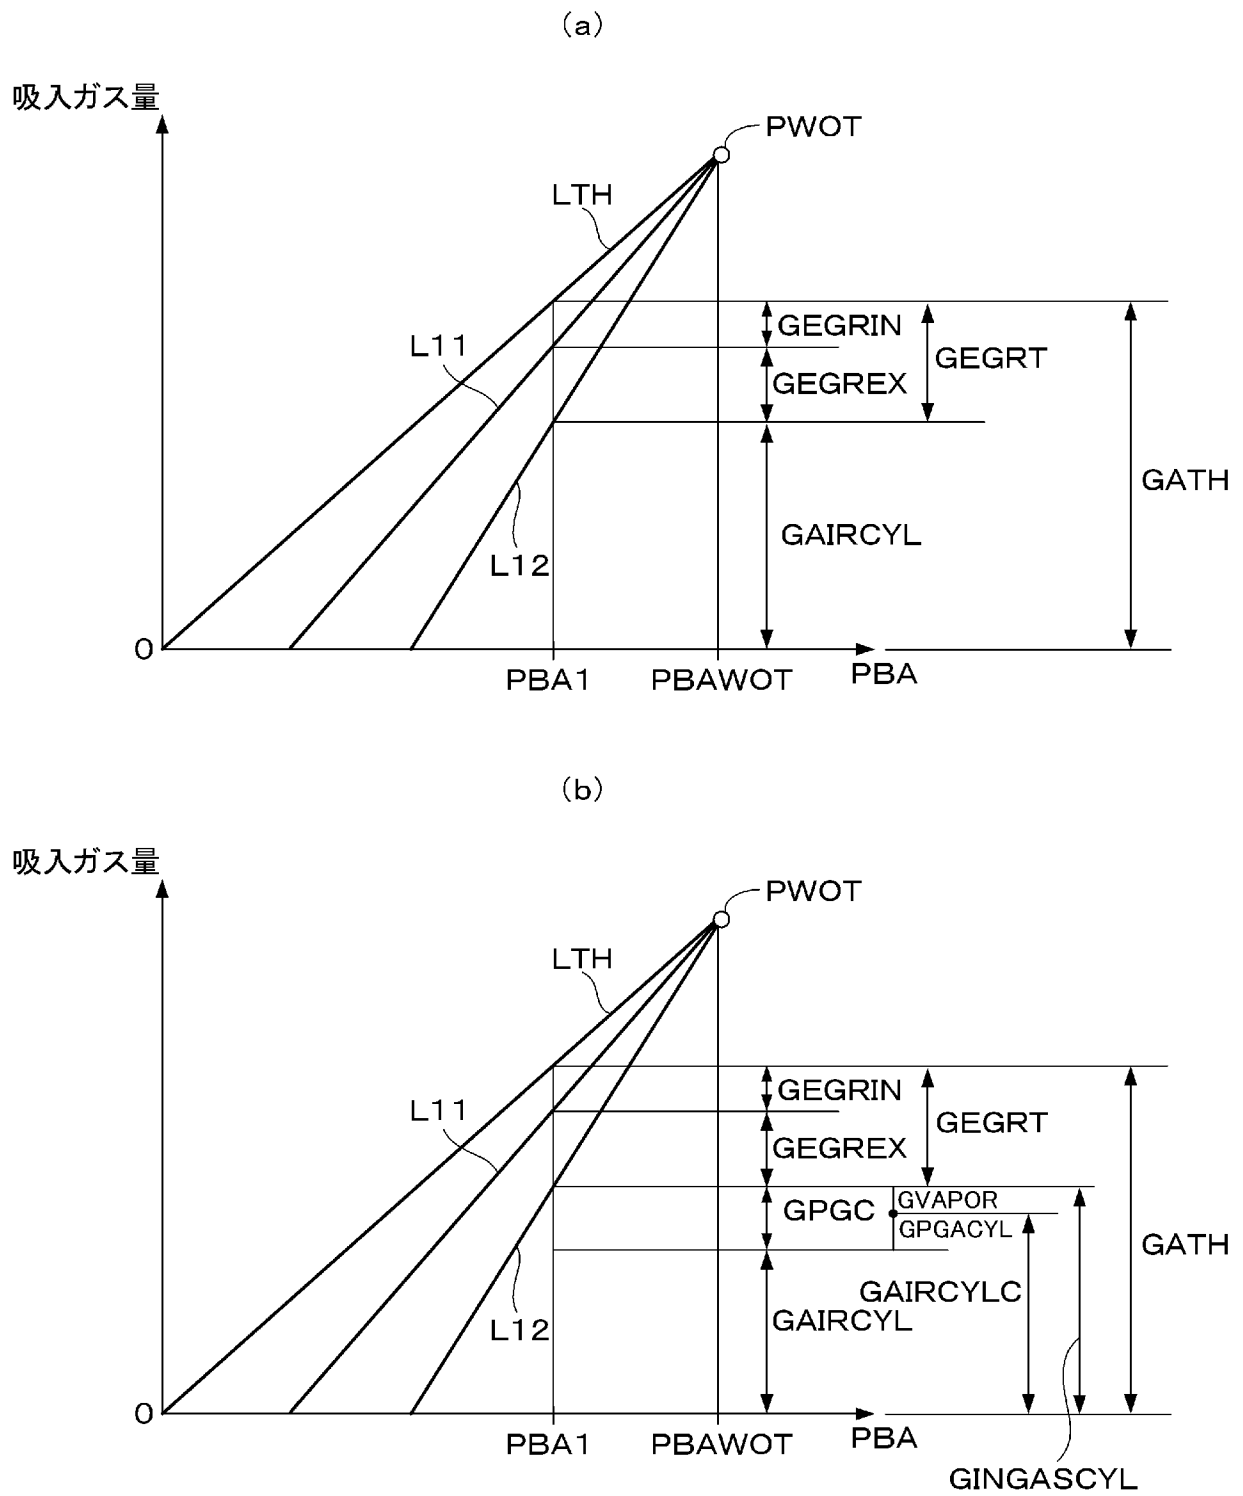 (a)
吸入ガス量
PWOT
LTH
GEGRIN
L11
GEGRT
GEGREX
GATH
GAIRCYL
L12
0
PBA1
PBAWOT
PBA
(b)
吸入ガス量
PWOT
LTH
GEGRIN
L11
GEGRT
GEGREX
GVAPOR
GPGC
GPGACYL
GATH
GAIRCYLC
GAIRCYL
L12
0
PBA1
PBAWOT
PBA
GINGASCYL